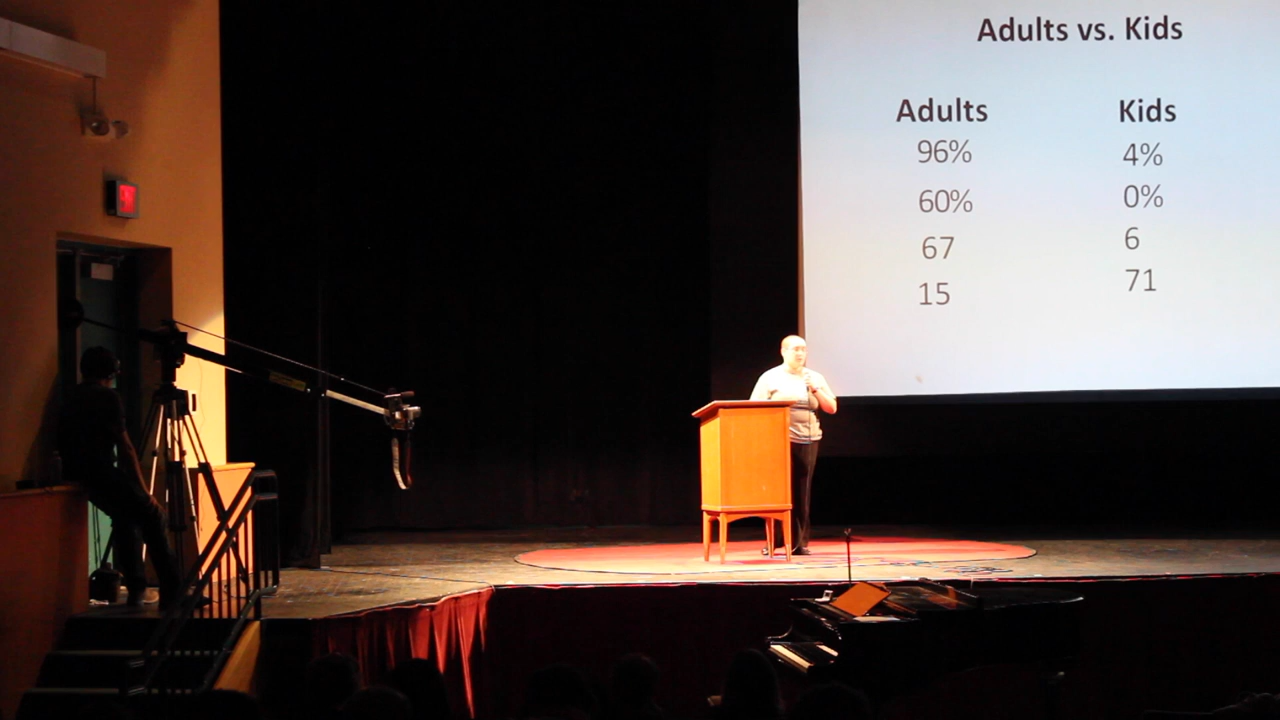 Adults vs. Kids
Adults Kids
96% 4%
60% 0%
67 6
15 71